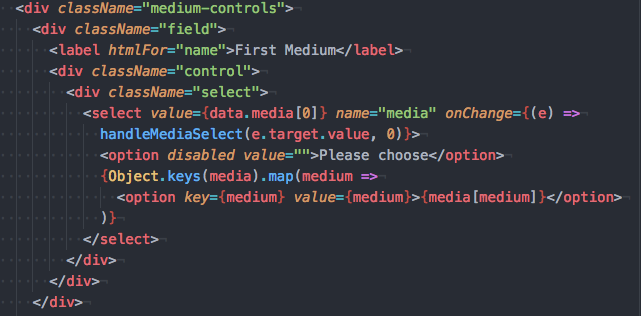 <div className="medium-controls">
<div className="field">
<label htmlFor="name">First Medium</label>
<div className="control">
<div className="select">
<select value={data.media[0]} name="media" onChange={(e) =>
handleMediaSelect(e.target.value, 0)}>
<option disabled value="">Please choose</option>
{Object.keys(media).map(medium =>
<option key={medium} value={medium}>{media[medium]}</option>
)}
</select>
</div>
</div>
</div>